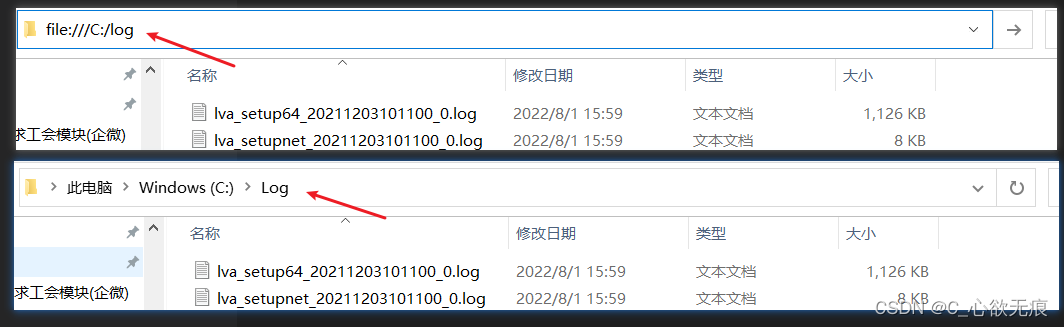 file:///C:/log
名称 修改日期 类型 大小
lva_setup64_20211203101100_0.log 2022/8/1 15:59 文本文档 1,126 KB
求工会模块(企微) lva_setupnet_20211203101100_0.log 2022/8/1 15:59 文本文档 8 KB
此电脑 Windows (C:) Log
名称 修改日期 类型 大小
lva_setup64_20211203101100_0.log 2022/8/1 15:59 文本文档 1,126 KB
求工会模块(企微) lva_setupnet_20211203101100_0.log 2022/8/1 15:59 文本文档 8 KB
CSDN @C_心欲无痕